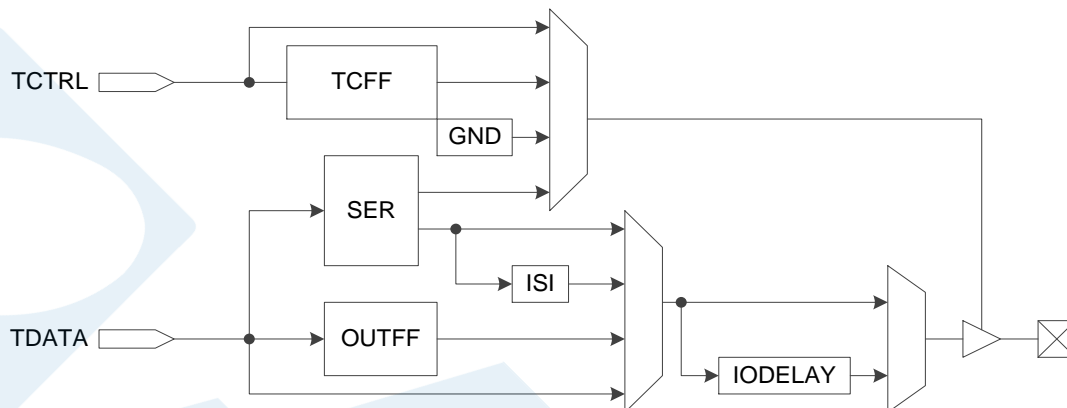 TCTRL
TCFF
GND
SER
ISI
TDATA
OUTFF
IODELAY